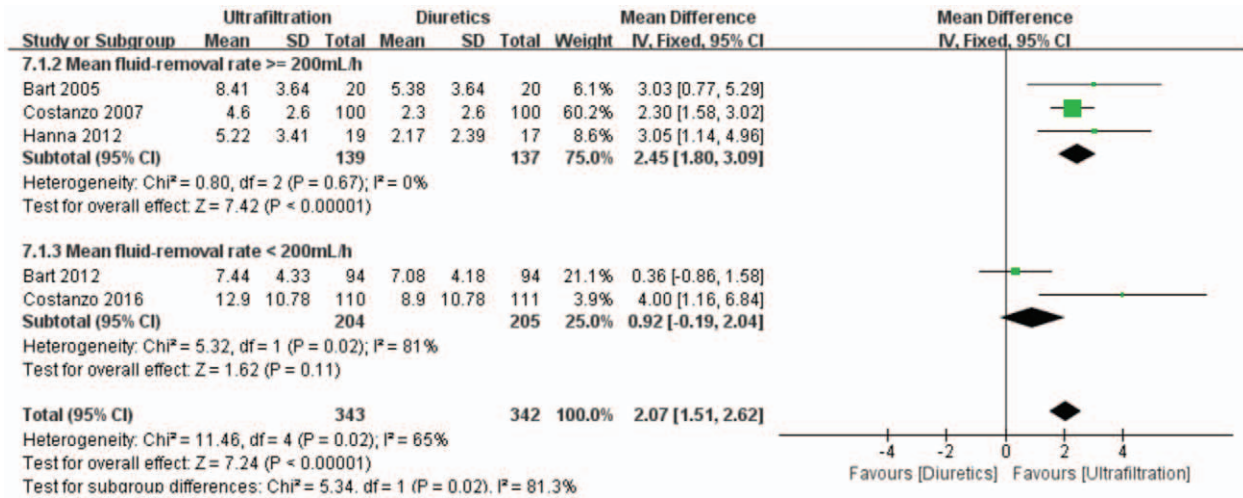 Ultrafiltration Diuretics Mean Difference Mean Difference
Study or Subgroup Mean SD Total Mean SD Total Weight IV, Fixed, 95% CI IV, Fixed, 95% CI
7.1.2 Mean fluid-removal rate >= 200mL/h
Bart 2005 8.41 3.64 20 5.38 3.64 20 6.1% 3.03 [0.77, 5.29]
Costanzo 2007 4.6 2.6 100 2.3 2.6 100 60.2% 2.30 [1.58, 3.02]
Hanna 2012 5.22 3.41 19 2.17 2.39 17 8.6% 3.05 [1.14, 4.96]
Subtotal (95% CI) 139 137 75.0% 2.45 [1.80, 3.09]
Heterogeneity: Chi² = 0.80, df = 2 (P = 0.67); I² = 0%
Test for overall effect: Z = 7.42 (P < 0.00001)
7.1.3 Mean fluid-removal rate < 200mL/h
Bart 2012 7.44 4.33 94 7.08 4.18 94 21.1% 0.36 [-0.86, 1.58]
Costanzo 2016 12.9 10.78 110 8.9 10.78 111 3.9% 4.00 [1.16, 6.84]
Subtotal (95% CI) 204 205 25.0% 0.92 [-0.19, 2.04]
Heterogeneity: Chi² = 5.32, df = 1 (P = 0.02); I² = 81%
Test for overall effect: Z = 1.62 (P = 0.11)
Total (95% CI) 343 342 100.0% 2.07 [1.51, 2.62]
Heterogeneity: Chi² = 11.46, df = 4 (P = 0.02); I² = 65%
Test for overall effect: Z = 7.24 (P < 0.00001)
Test for subgroup differences: Chi² = 5.34, df = 1 (P = 0.02), I² = 81.3%
-4 -2 0 2 4
Favours [Diuretics] Favours [Ultrafiltration]